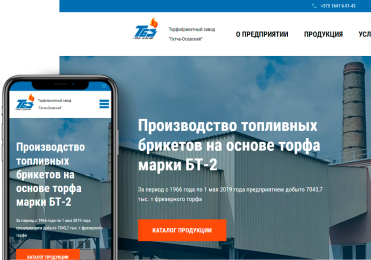 +375 1641 6-51-43
ТБЗ
Торфобрикетный завод
"Гатча-Осовский"
О ПРЕДПРИЯТИИ ПРОДУКЦИЯ УСЛ
Производство топливных
брикетов на основе торфа
марки БТ-2
За период с 1966 года по 1 мая 2019 года предприятием добыто 7043,7
тыс. т фрезерного торфа
КАТАЛОГ ПРОДУКЦИИ
ТБЗ
Торфобрикетный завод
"Гатча-Осовский"
Производство
топливных
брикетов на
основе торфа
марки БТ-2
За период с 1966 года по 1 мая 2019 года
предприятием добыто 7043,7 тыс. т фрезерного
торфа
КАТАЛОГ ПРОДУКЦИИ